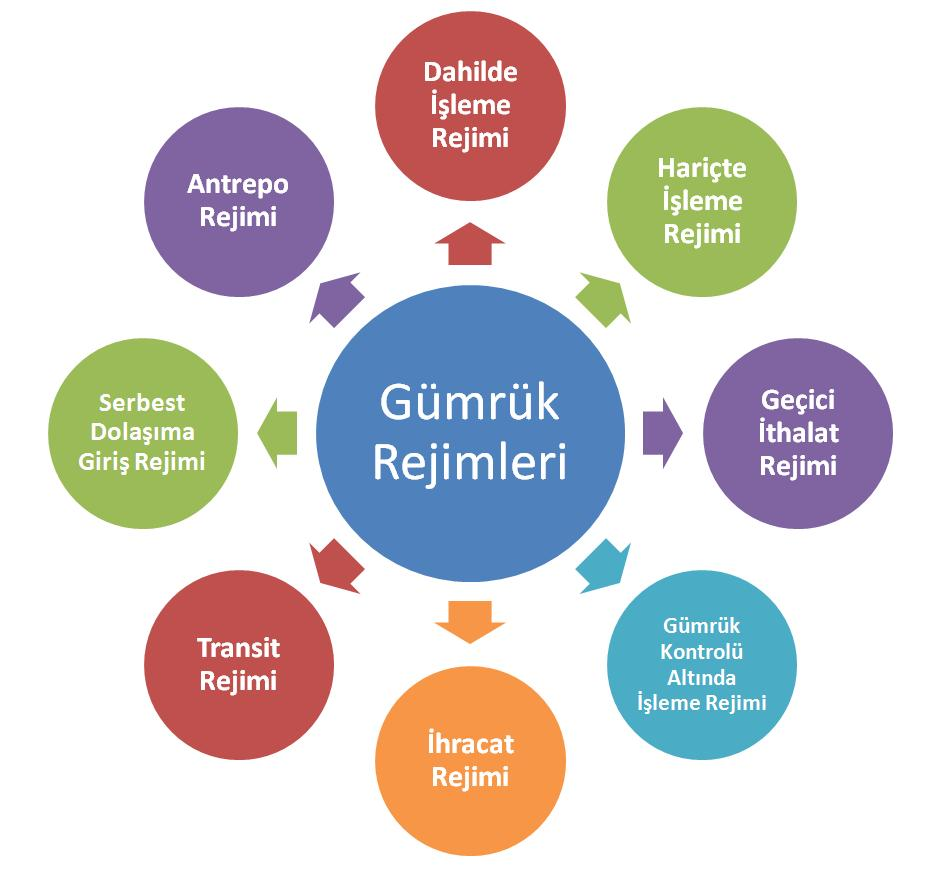 Gümrük
Rejimleri
Dahilde
İşleme
Rejimi
Hariçte
İşleme
Rejimi
Geçici
İthalat
Rejimi
Gümrük
Kontrolü
Altında
İşleme Rejimi
İhracat
Rejimi
Transit
Rejimi
Serbest
Dolaşıma
Giriş Rejimi
Antrepo
Rejimi